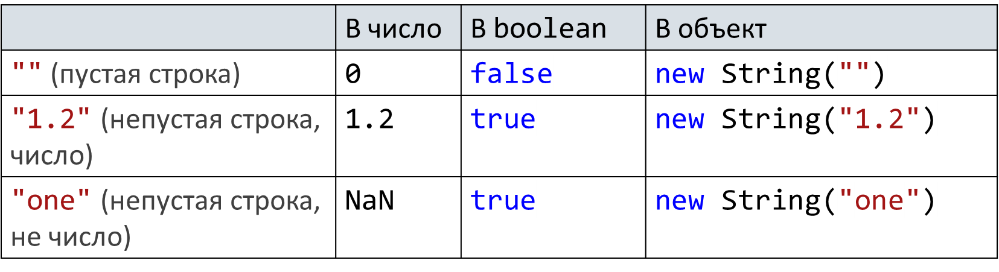 В число В boolean В объект
"" (пустая строка) 0 false new String("")
"1.2" (непустая строка, 1.2 true new String("1.2")
число)
"one" (непустая строка, NaN true new String("one")
не число)